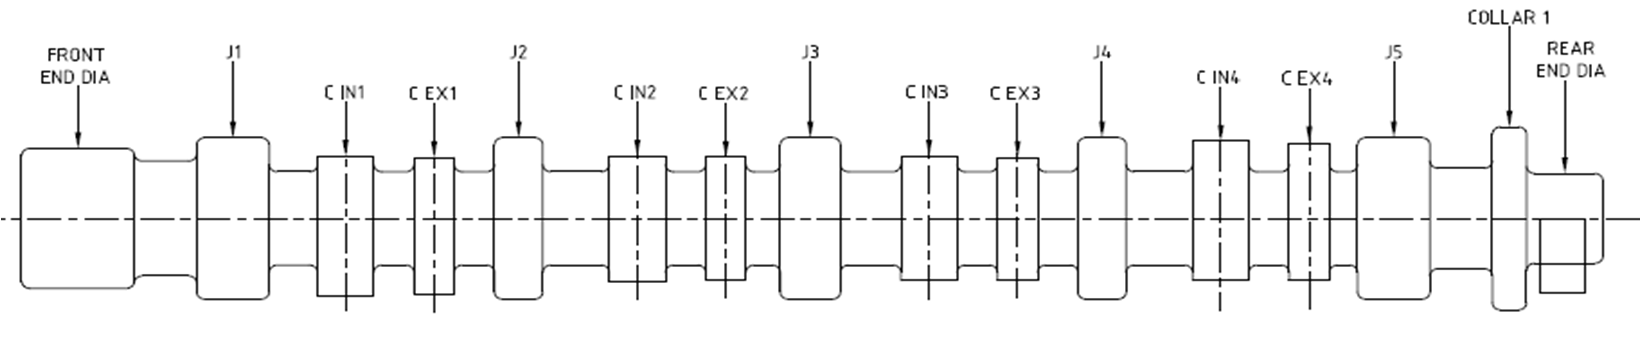 FRONT
END DIA
J1
C IN1
C EX1
J2
C IN2
C EX2
J3
C IN3
C EX3
J4
C IN4
C EX4
J5
COLLAR 1
REAR
END DIA